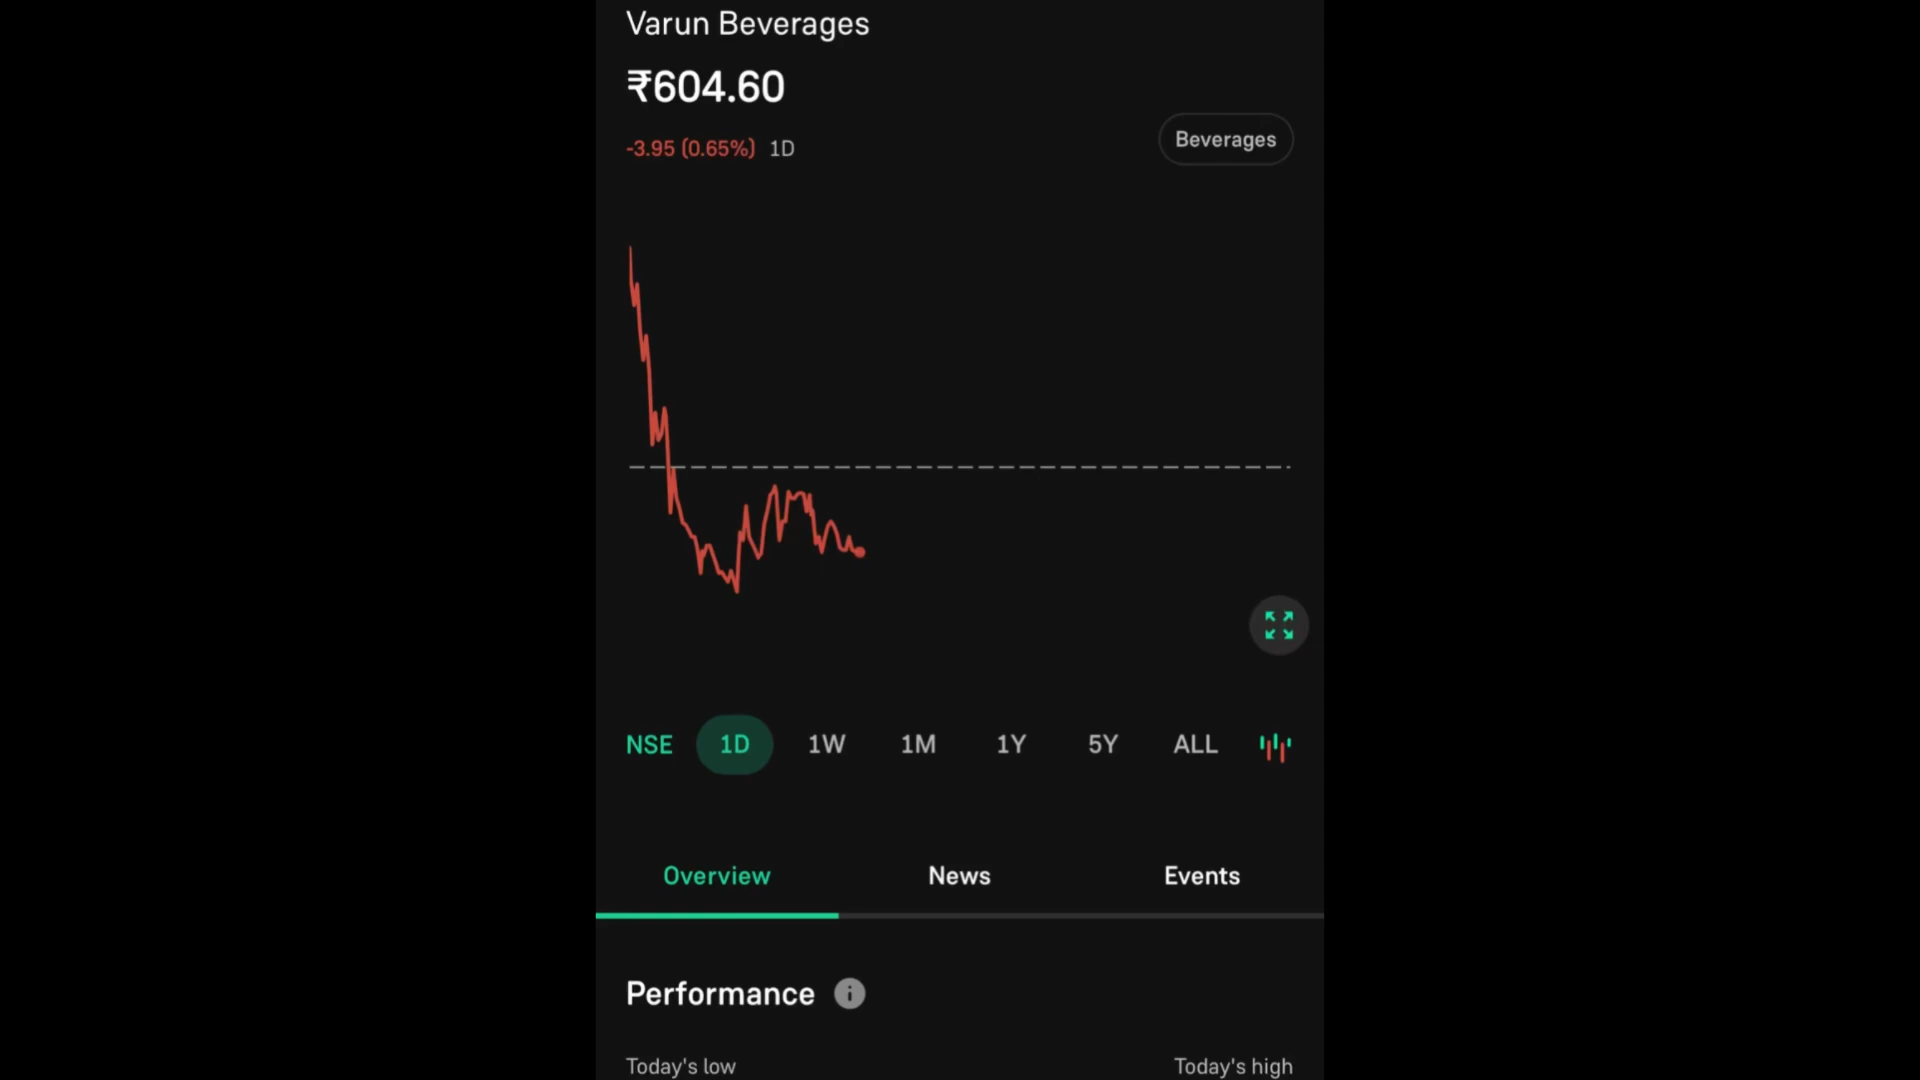 Varun Beverages
₹604.60
Beverages
-3.95 (0.65%) 1D
NSE 1D 1W 1M 1Y 5Y ALL
Overview News Events
Performance
Today's low Today's high